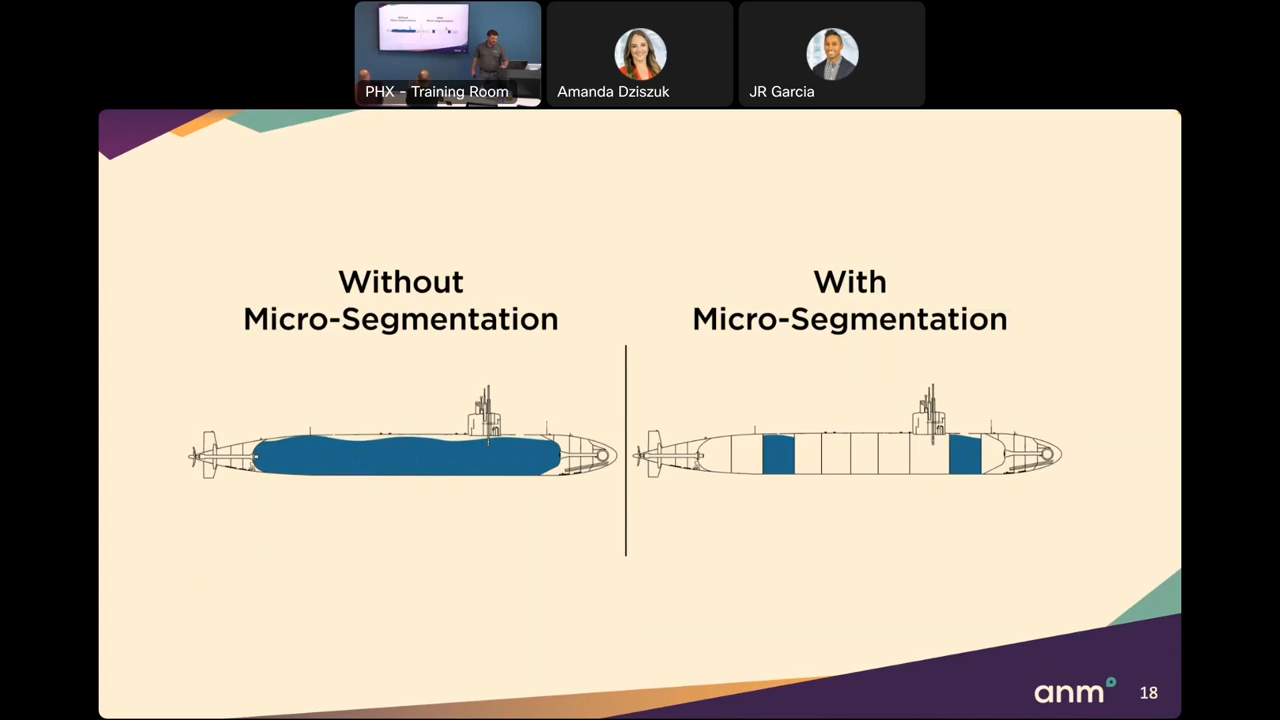 PHX - Training Room
Amanda Dziszuk
JR Garcia
Without
Micro-Segmentation
With
Micro-Segmentation
anm
18